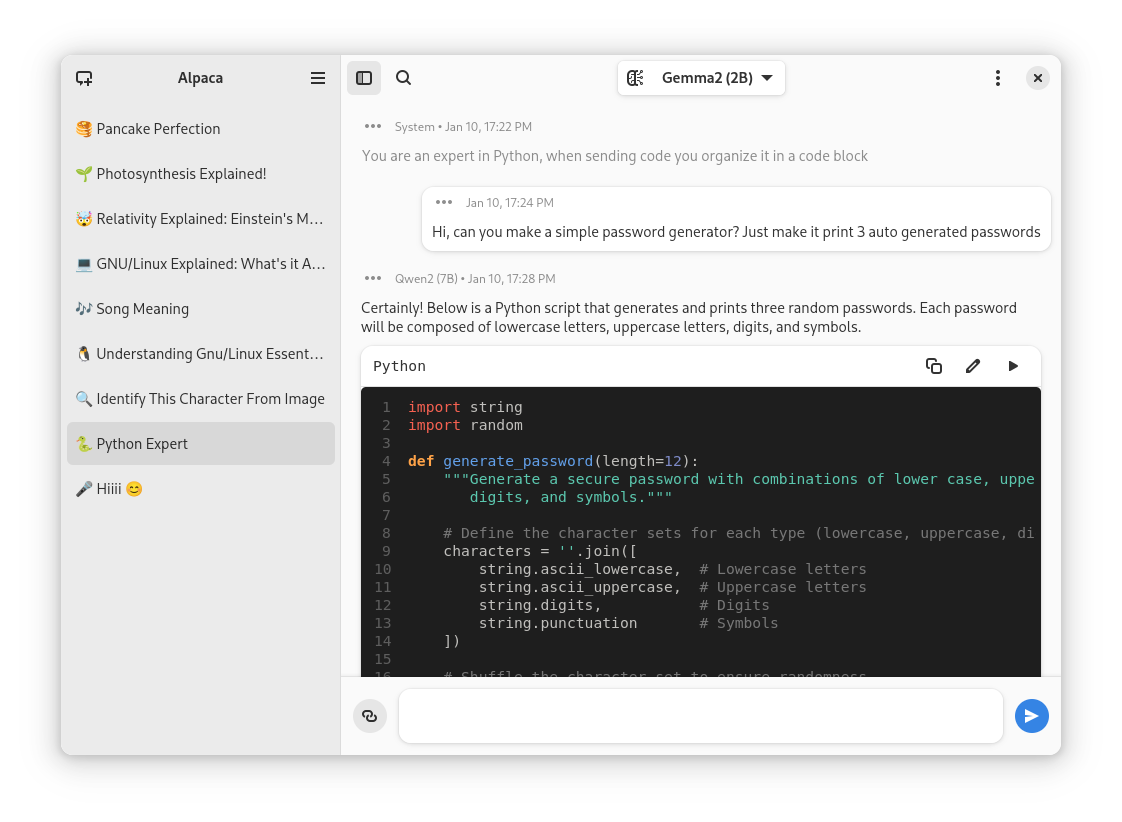 Alpaca
🥞 Pancake Perfection
🌱 Photosynthesis Explained!
🤯 Relativity Explained: Einstein's M…
💻 GNU/Linux Explained: What's it A…
🎶 Song Meaning
🐧 Understanding Gnu/Linux Essent…
🔍 Identify This Character From Image
🐍 Python Expert
🎤 Hiiii 😊
Gemma2 (2B)
System • Jan 10, 17:22 PM
You are an expert in Python, when sending code you organize it in a code block
Jan 10, 17:24 PM
Hi, can you make a simple password generator? Just make it print 3 auto generated passwords
Qwen2 (7B) • Jan 10, 17:28 PM
Certainly! Below is a Python script that generates and prints three random passwords. Each password
will be composed of lowercase letters, uppercase letters, digits, and symbols.
Python
1 import string
2 import random
3
4 def generate_password(length=12):
5     """Generate a secure password with combinations of lower case, uppe
6        digits, and symbols."""
7
8     # Define the character sets for each type (lowercase, uppercase, di
9     characters = ''.join([
10         string.ascii_lowercase,  # Lowercase letters
11         string.ascii_uppercase,  # Uppercase letters
12         string.digits,           # Digits
13         string.punctuation       # Symbols
14     ])
15
16     # Shuffle the character set to ensure randomness